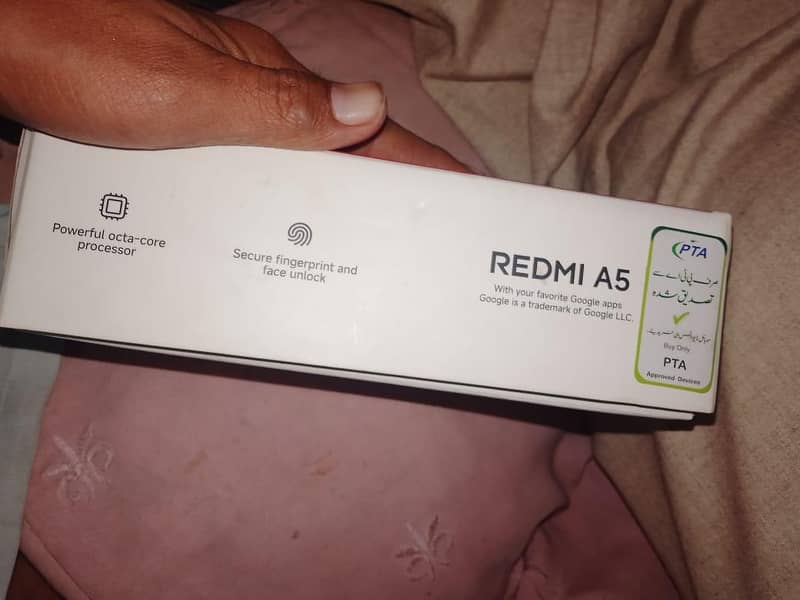 Powerful octa-core
processor
Secure fingerprint and
face unlock
REDMI A5
With your favorite Google apps
Google is a trademark of Google LLC.
PTA
صرف پی ٹی اے سے
تصدیق شدہ
Buy Only
PTA
Approved Devices